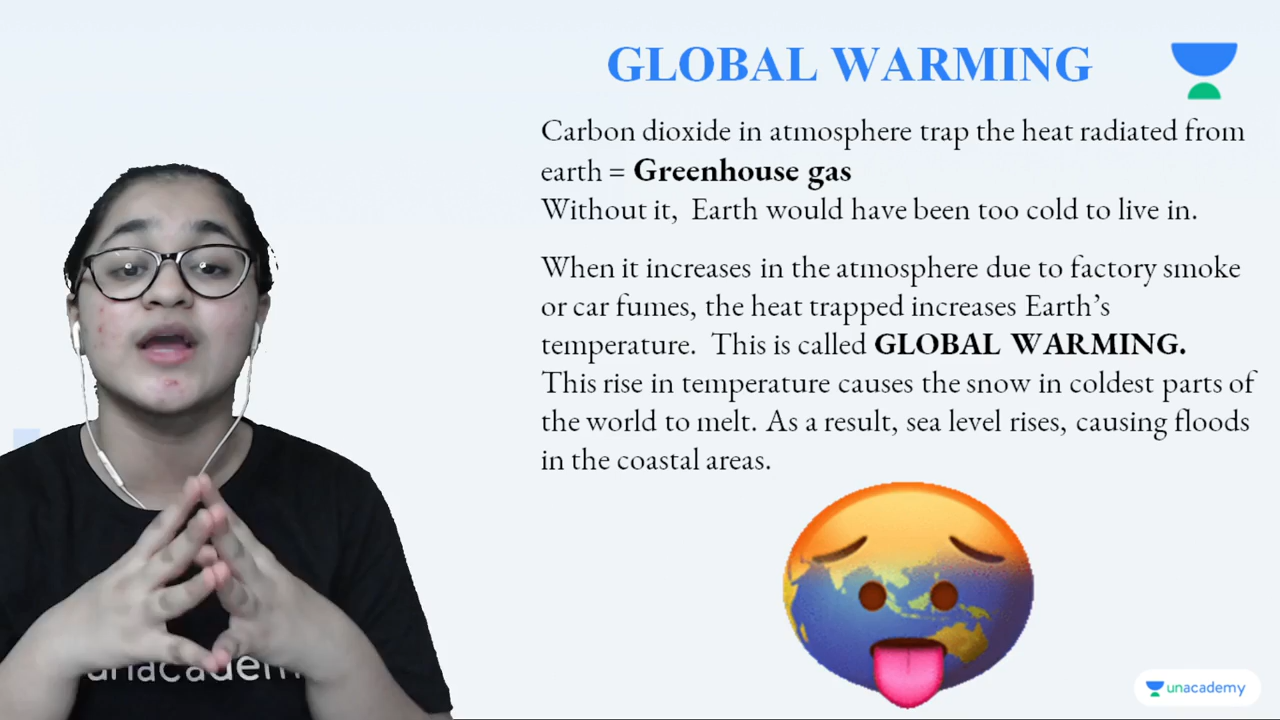 GLOBAL WARMING
Carbon dioxide in atmosphere trap the heat radiated from
earth = Greenhouse gas
Without it, Earth would have been too cold to live in.
When it increases in the atmosphere due to factory smoke
or car fumes, the heat trapped increases Earth’s
temperature. This is called GLOBAL WARMING.
This rise in temperature causes the snow in coldest parts of
the world to melt. As a result, sea level rises, causing floods
in the coastal areas.
unacademy
unacademy